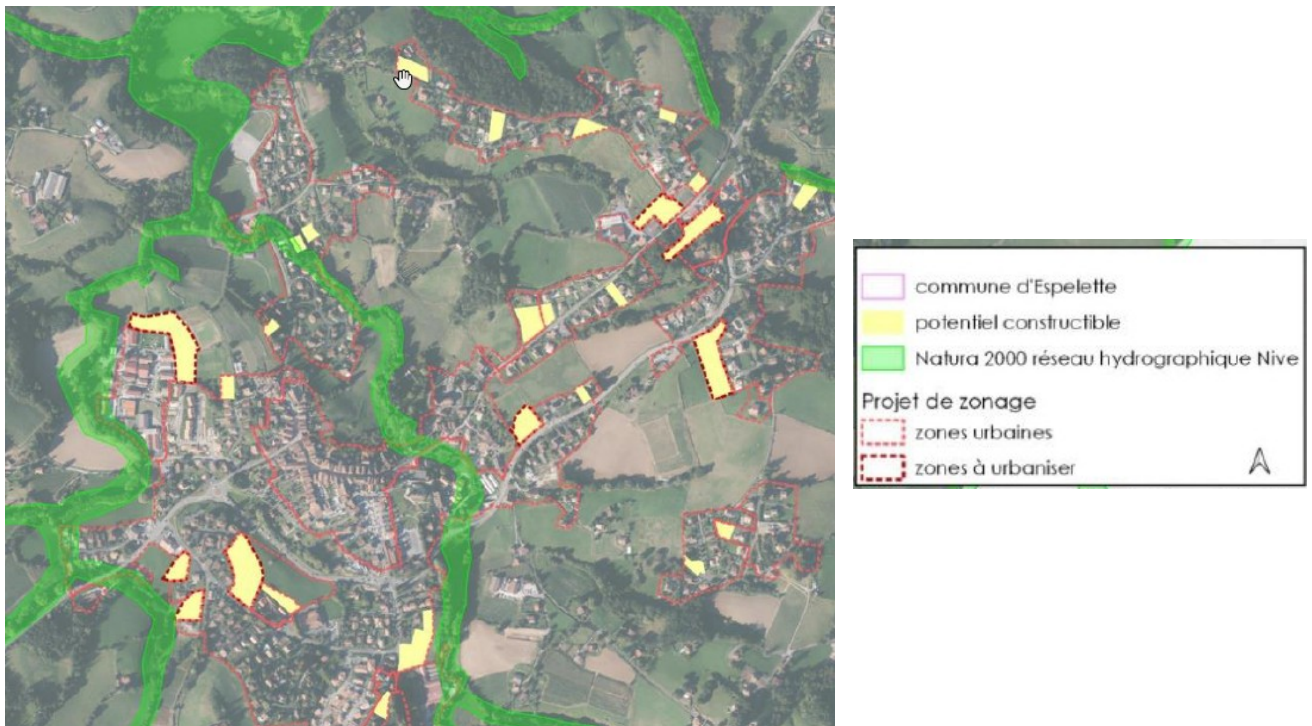 commune d'Espelette
potentiel constructible
Natura 2000 réseau hydrographique Nive
Projet de zonage
zones urbaines
zones à urbaniser